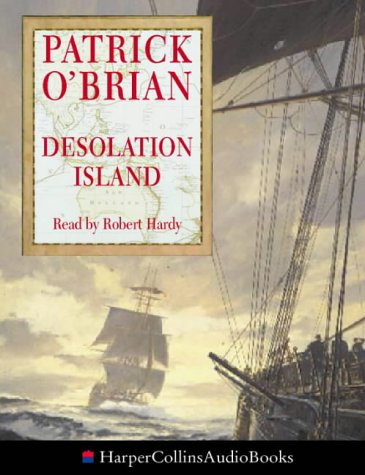 PATRICK
O'BRIAN
DESOLATION
ISLAND
Read by Robert Hardy
HarperCollinsAudioBooks